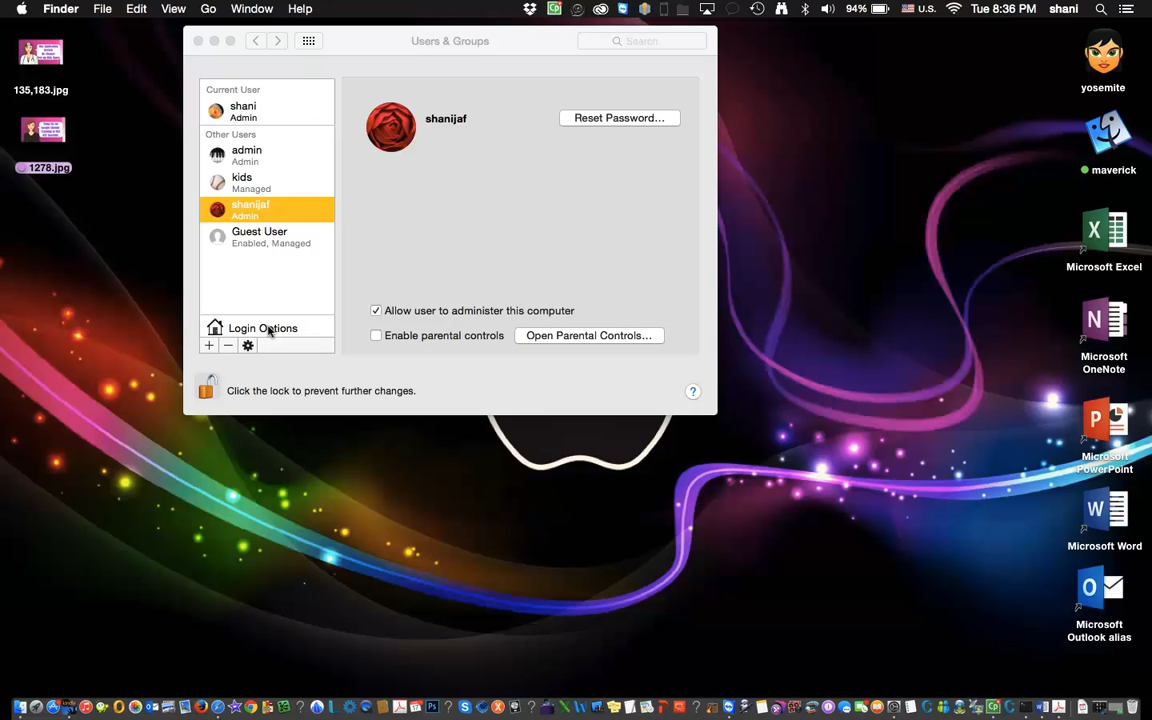 Finder File Edit View Go Window Help
94% U.S. Tue 8:36 PM shani
Users & Groups
Search
Current User
shani
Admin
Other Users
admin
Admin
kids
Managed
shanijaf
Admin
Guest User
Enabled, Managed
Login Options
shanijaf
Reset Password...
Allow user to administer this computer
Enable parental controls
Open Parental Controls...
Click the lock to prevent further changes.
?
135,183.jpg
1278.jpg
yosemite
maverick
Microsoft Excel
Microsoft
OneNote
Microsoft
PowerPoint
Microsoft Word
Microsoft
Outlook alias